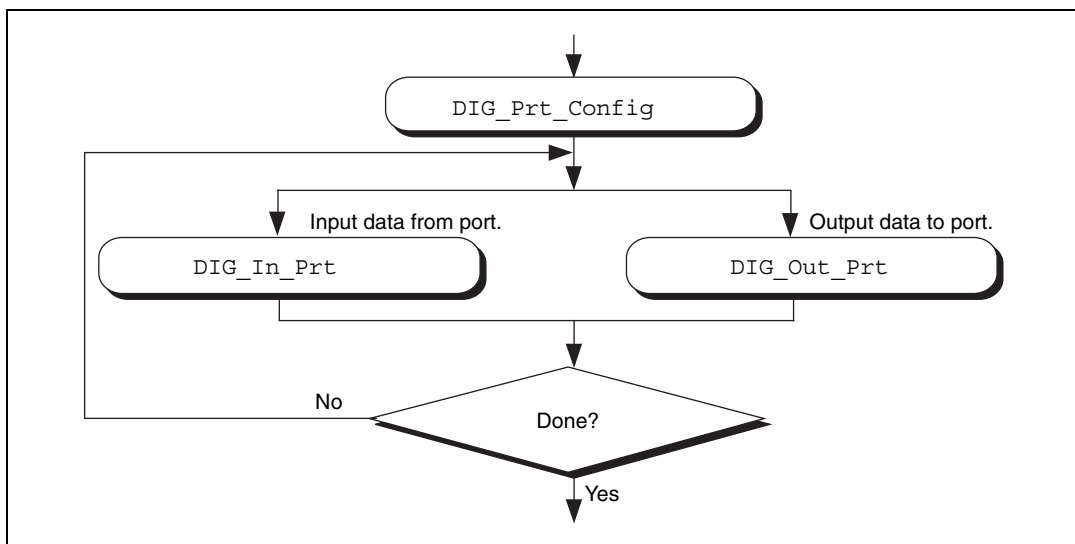 DIG_Prt_Config
Input data from port.
Output data to port.
DIG_In_Prt
DIG_Out_Prt
No
Done?
Yes